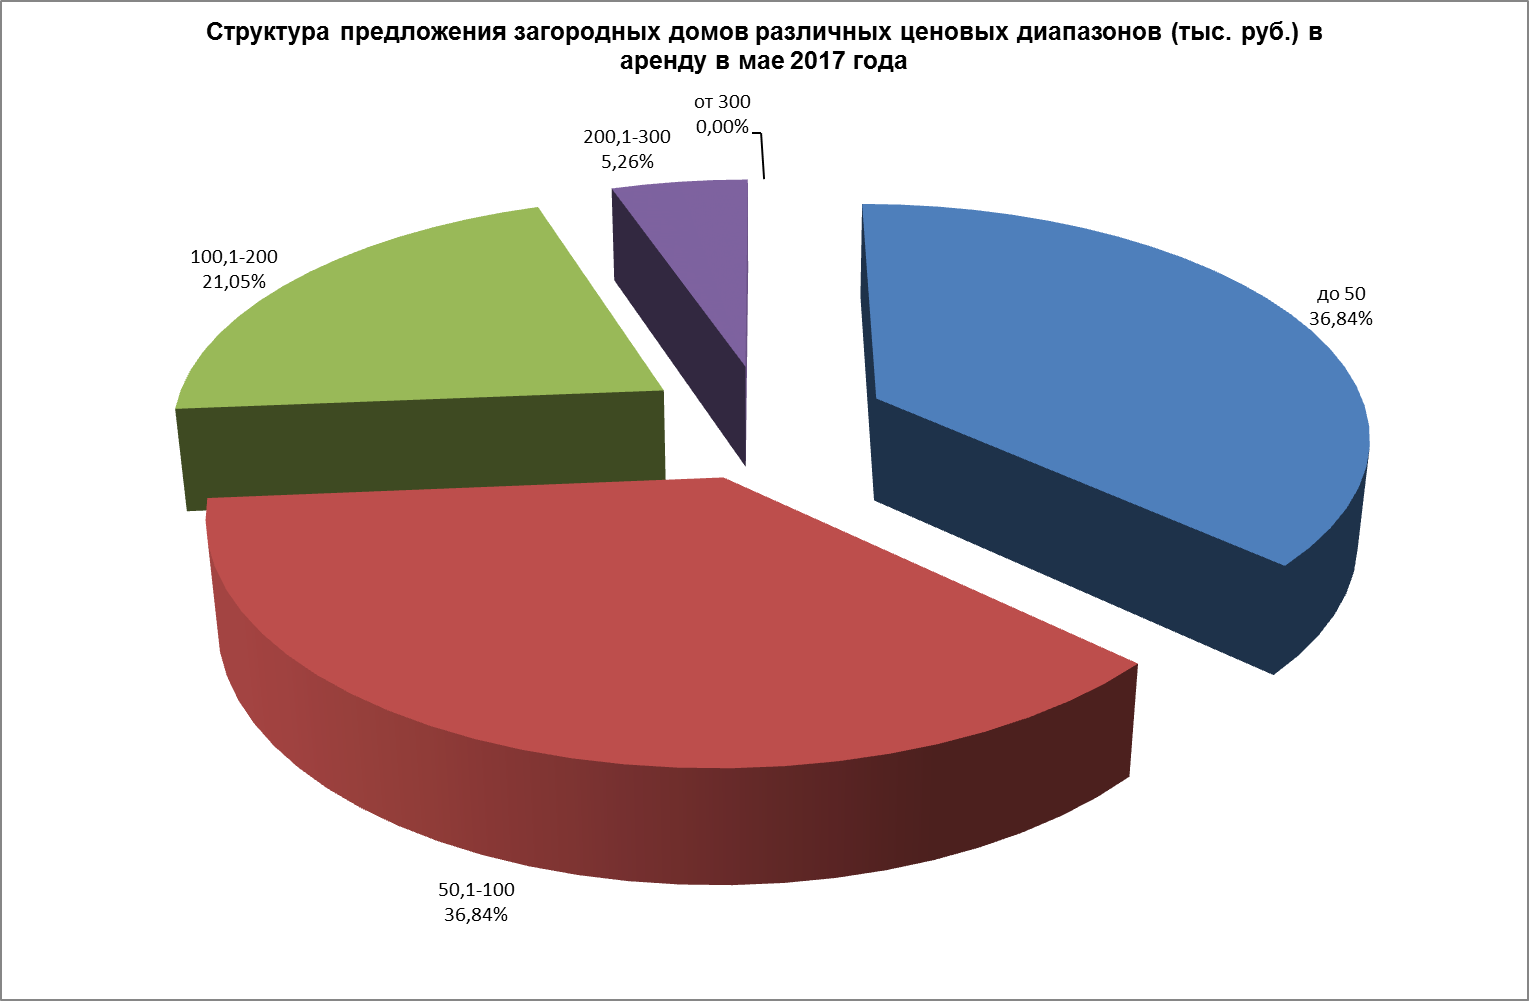 Структура предложения загородных домов различных ценовых диапазонов (тыс. руб.) в
аренду в мае 2017 года
от 300
0,00%
200,1-300
5,26%
100,1-200
21,05%
до 50
36,84%
50,1-100
36,84%